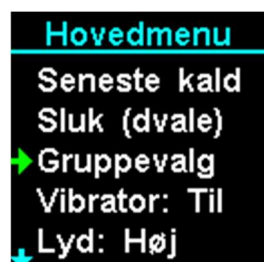 Hovedmenu
Seneste kald
Sluk (dvale)
Gruppevalg
Vibrator: Til
Lyd: Høj